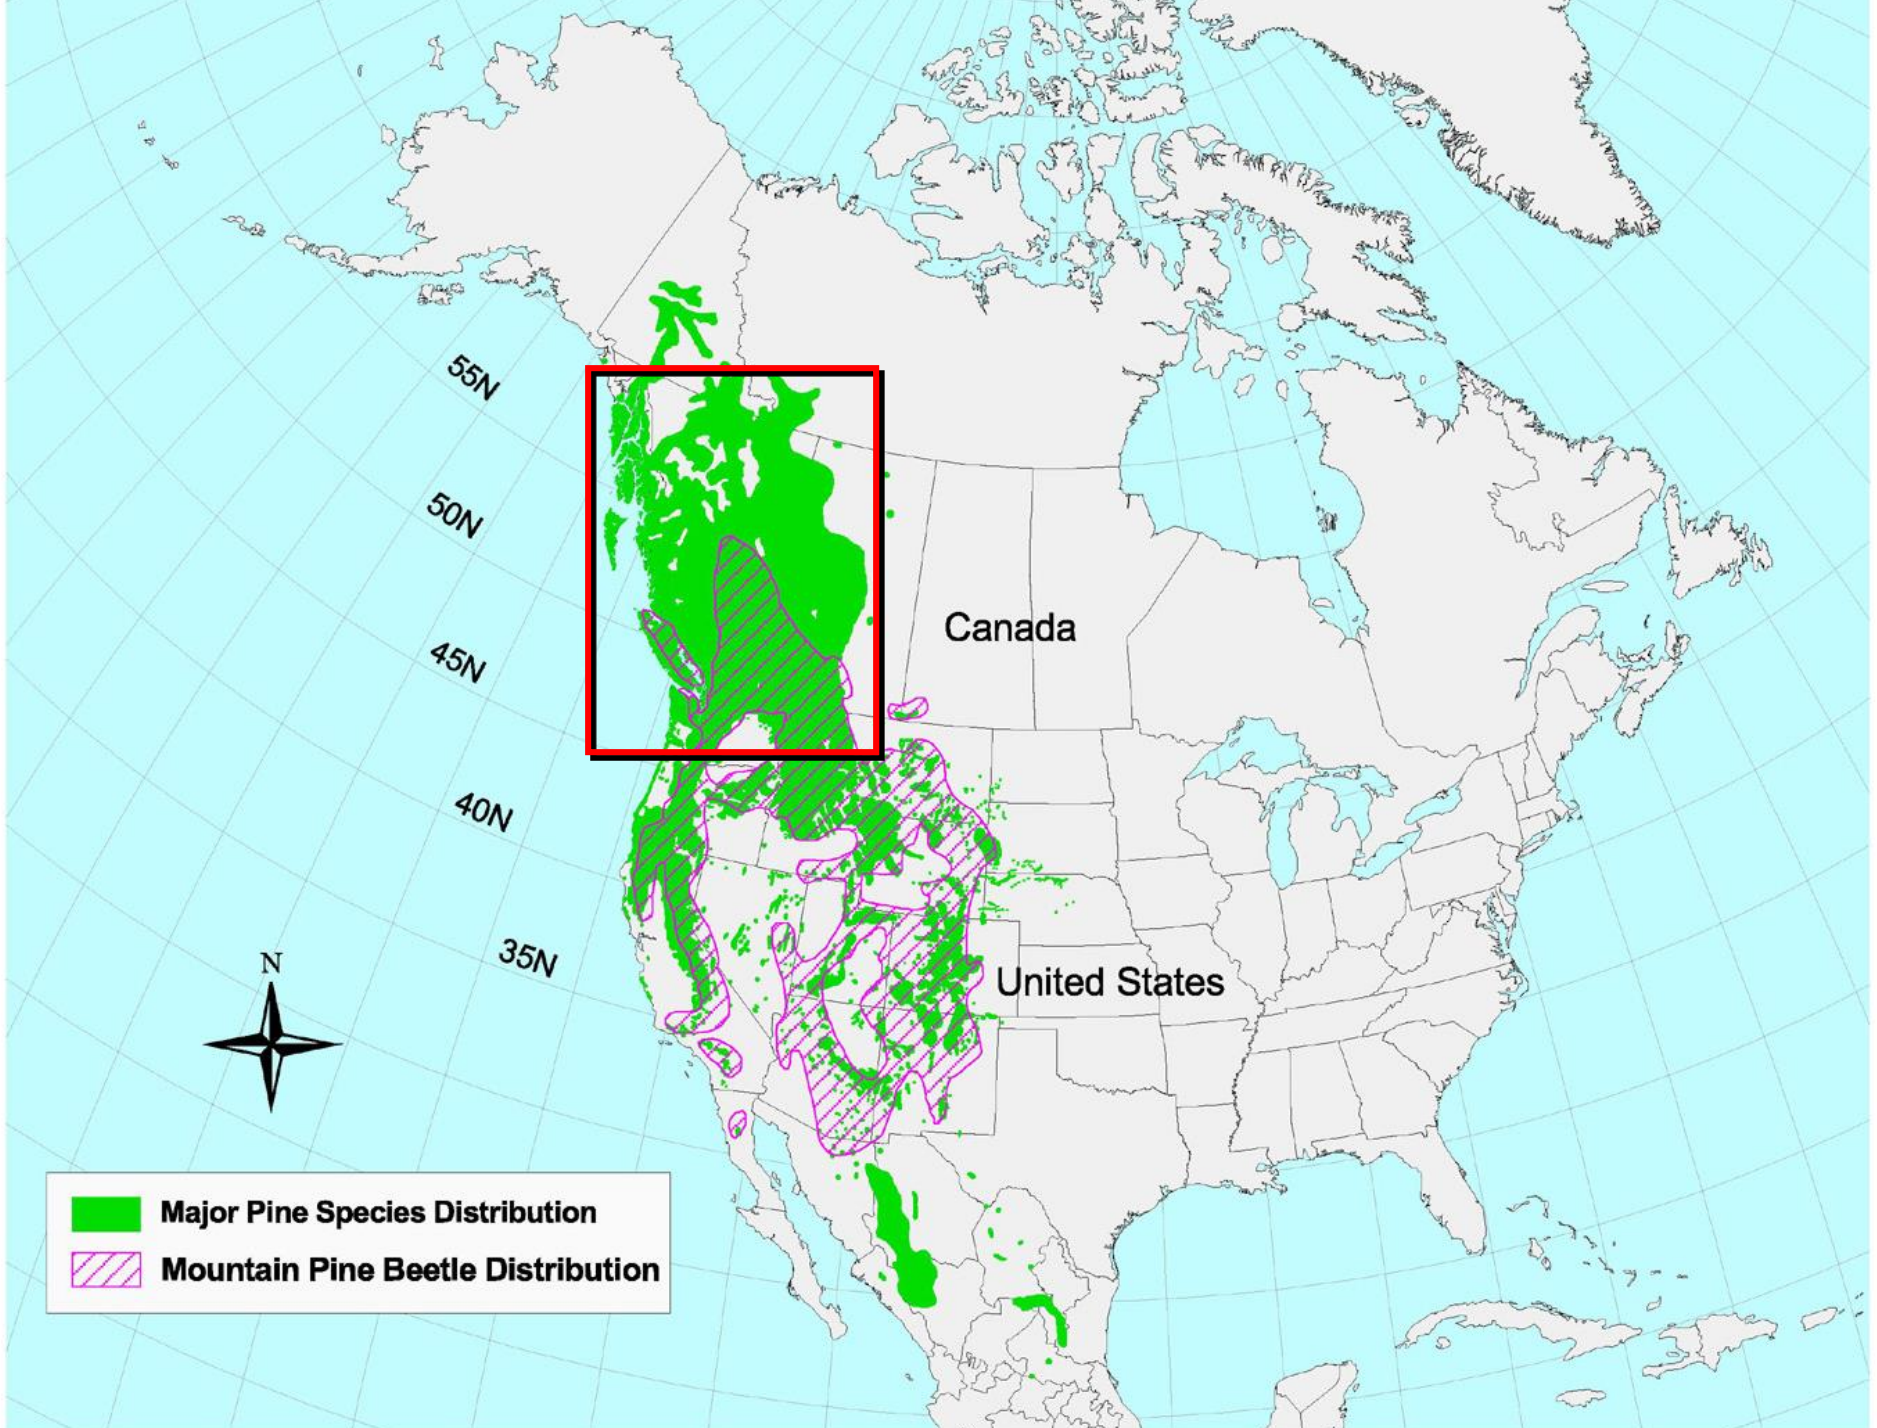 55N
50N
Canada
45N
40N
35N
N
United States
Major Pine Species Distribution
Mountain Pine Beetle Distribution